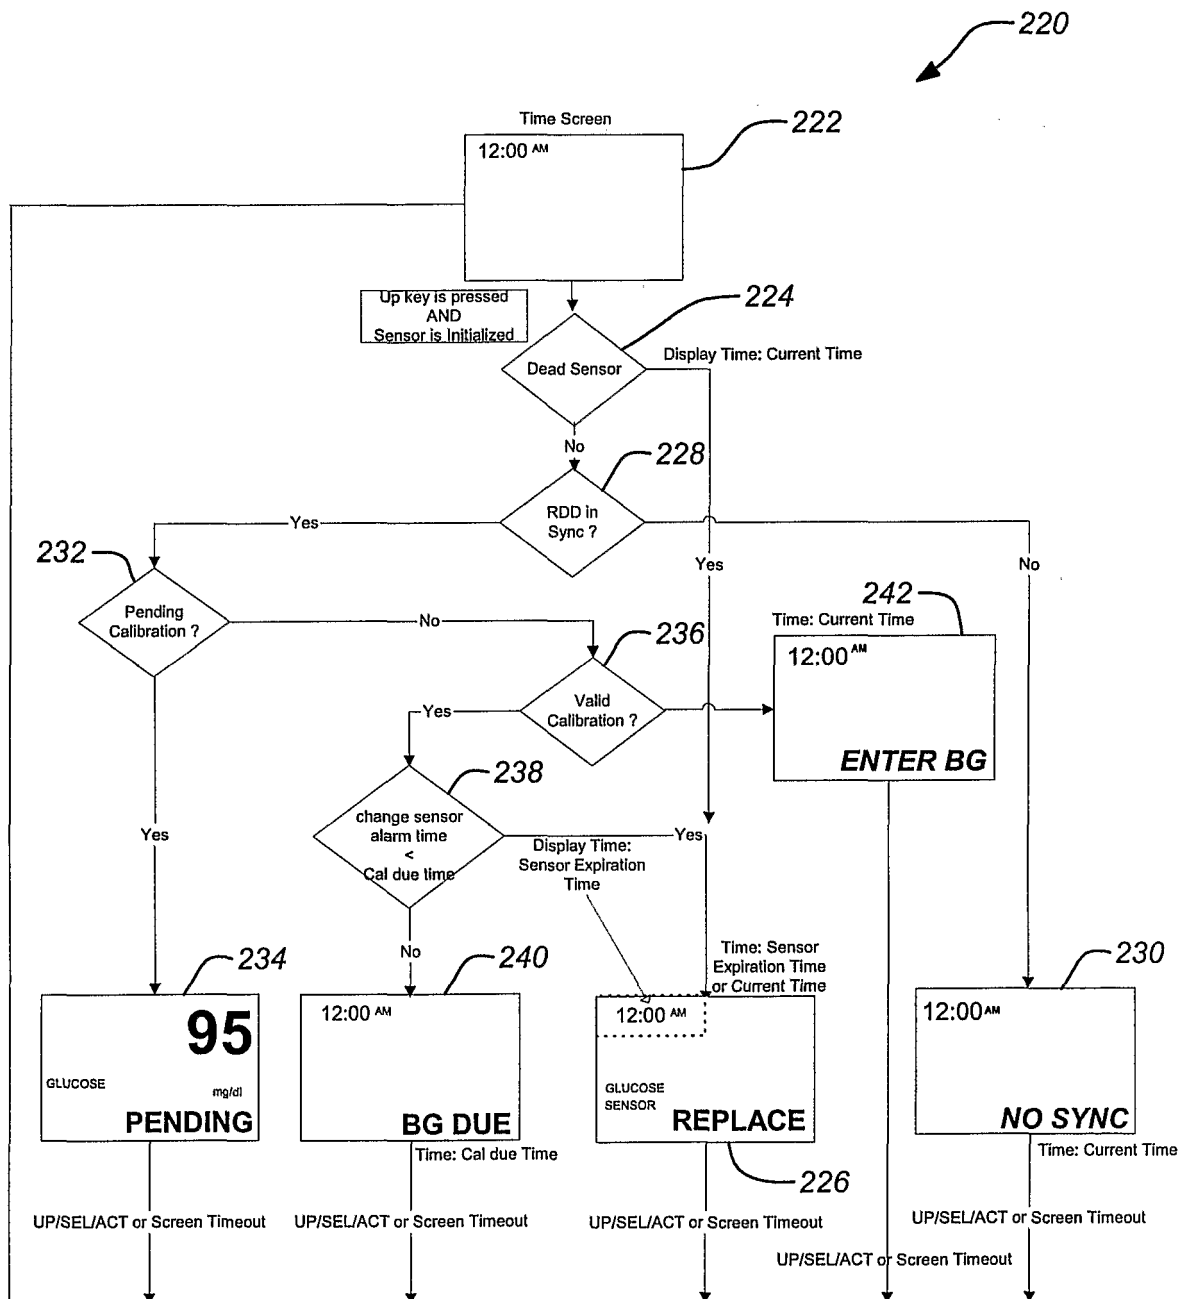 220
Time Screen
222
12:00 AM
Up key is pressed
AND
Sensor is Initialized
224
Dead Sensor
Display Time: Current Time
No
228
RDD in
Sync ?
Yes
Yes
No
232
Pending
Calibration ?
No
236
242
Time: Current Time
12:00 AM
ENTER BG
Valid
Calibration ?
Yes
238
change sensor
alarm time
<
Cal due time
Yes
Yes
Display Time:
Sensor Expiration
Time
No
Time: Sensor
Expiration Time
or Current Time
234
240
230
95
GLUCOSE
mg/dl
PENDING
12:00 AM
BG DUE
Time: Cal due Time
12:00 AM
GLUCOSE
SENSOR
REPLACE
226
12:00 AM
NO SYNC
Time: Current Time
UP/SEL/ACT or Screen Timeout
UP/SEL/ACT or Screen Timeout
UP/SEL/ACT or Screen Timeout
UP/SEL/ACT or Screen Timeout
UP/SEL/ACT or Screen Timeout